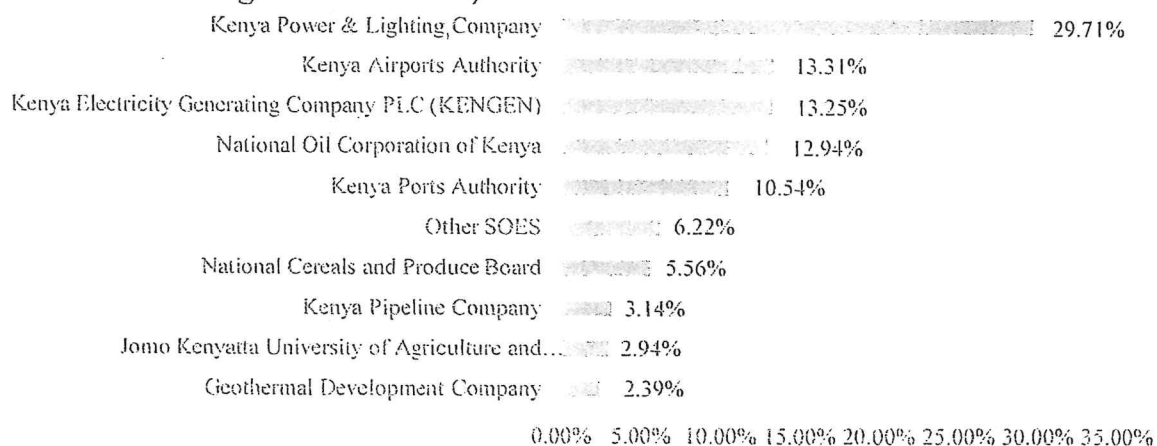 Kenya Power & Lighting Company 29.71%
Kenya Airports Authority 13.31%
Kenya Electricity Generating Company PLC (KENGEN) 13.25%
National Oil Corporation of Kenya 12.94%
Kenya Ports Authority 10.54%
Other SOES 6.22%
National Cereals and Produce Board 5.56%
Kenya Pipeline Company 3.14%
Jomo Kenyatta University of Agriculture and... 2.94%
Geothermal Development Company 2.39%
0.00% 5.00% 10.00% 15.00% 20.00% 25.00% 30.00% 35.00%